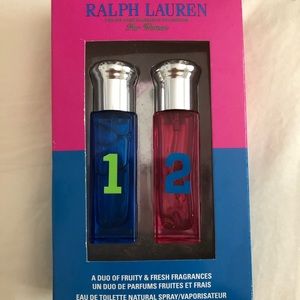 RALPH LAUREN
For Women
1 2
A DUO OF FRUITY & FRESH FRAGRANCES
UN DUO DE PARFUMS FRUITES ET FRAIS
EAU DE TOILETTE NATURAL SPRAY/VAPORISATEUR